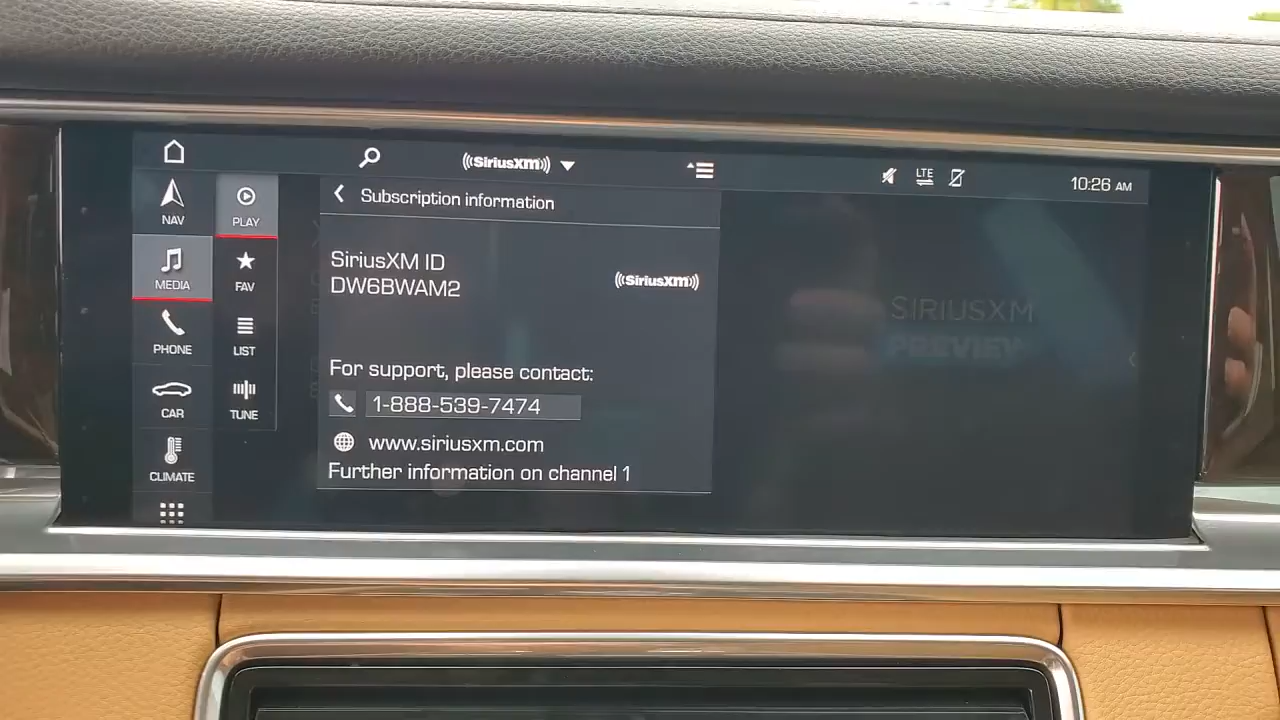 ((SiriusXM))
LTE
10:26 AM
NAV
PLAY
Subscription information
MEDIA
FAV
SiriusXM ID
DW6BWAM2
((SiriusXM))
SIRIUSXM
PREVIEW
PHONE
LIST
For support, please contact:
CAR
TUNE
1-888-539-7474
www.siriusxm.com
CLIMATE
Further information on channel 1